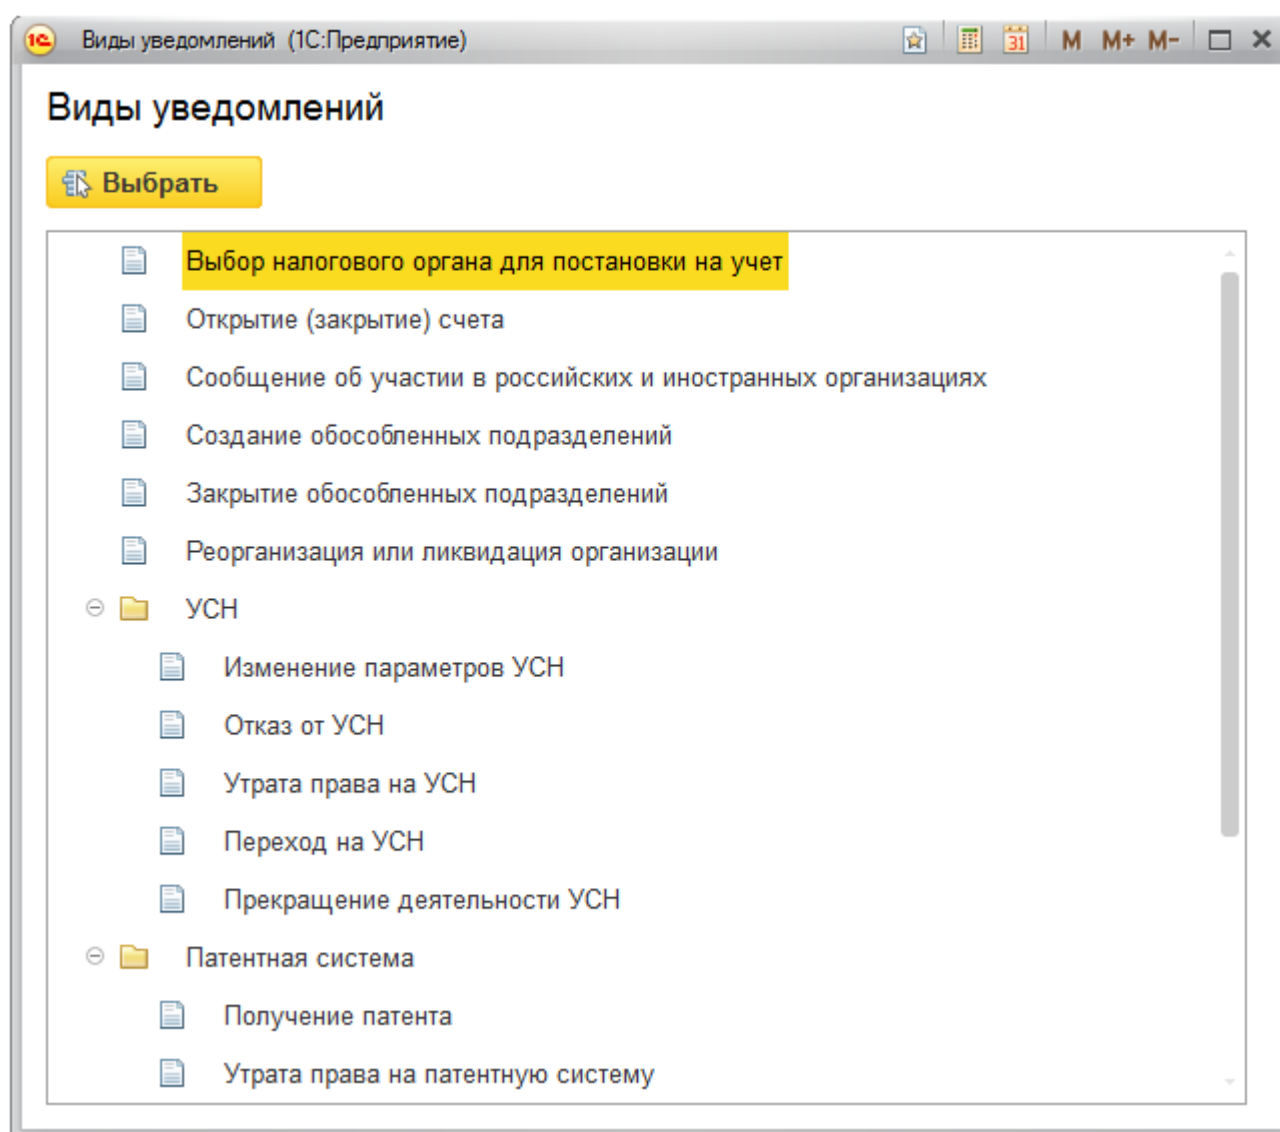 1С Виды уведомлений (1С:Предприятие) 31 M M+ M-
Виды уведомлений
Выбрать
Выбор налогового органа для постановки на учет
Открытие (закрытие) счета
Сообщение об участии в российских и иностранных организациях
Создание обособленных подразделений
Закрытие обособленных подразделений
Реорганизация или ликвидация организации
УСН
Изменение параметров УСН
Отказ от УСН
Утрата права на УСН
Переход на УСН
Прекращение деятельности УСН
Патентная система
Получение патента
Утрата права на патентную систему